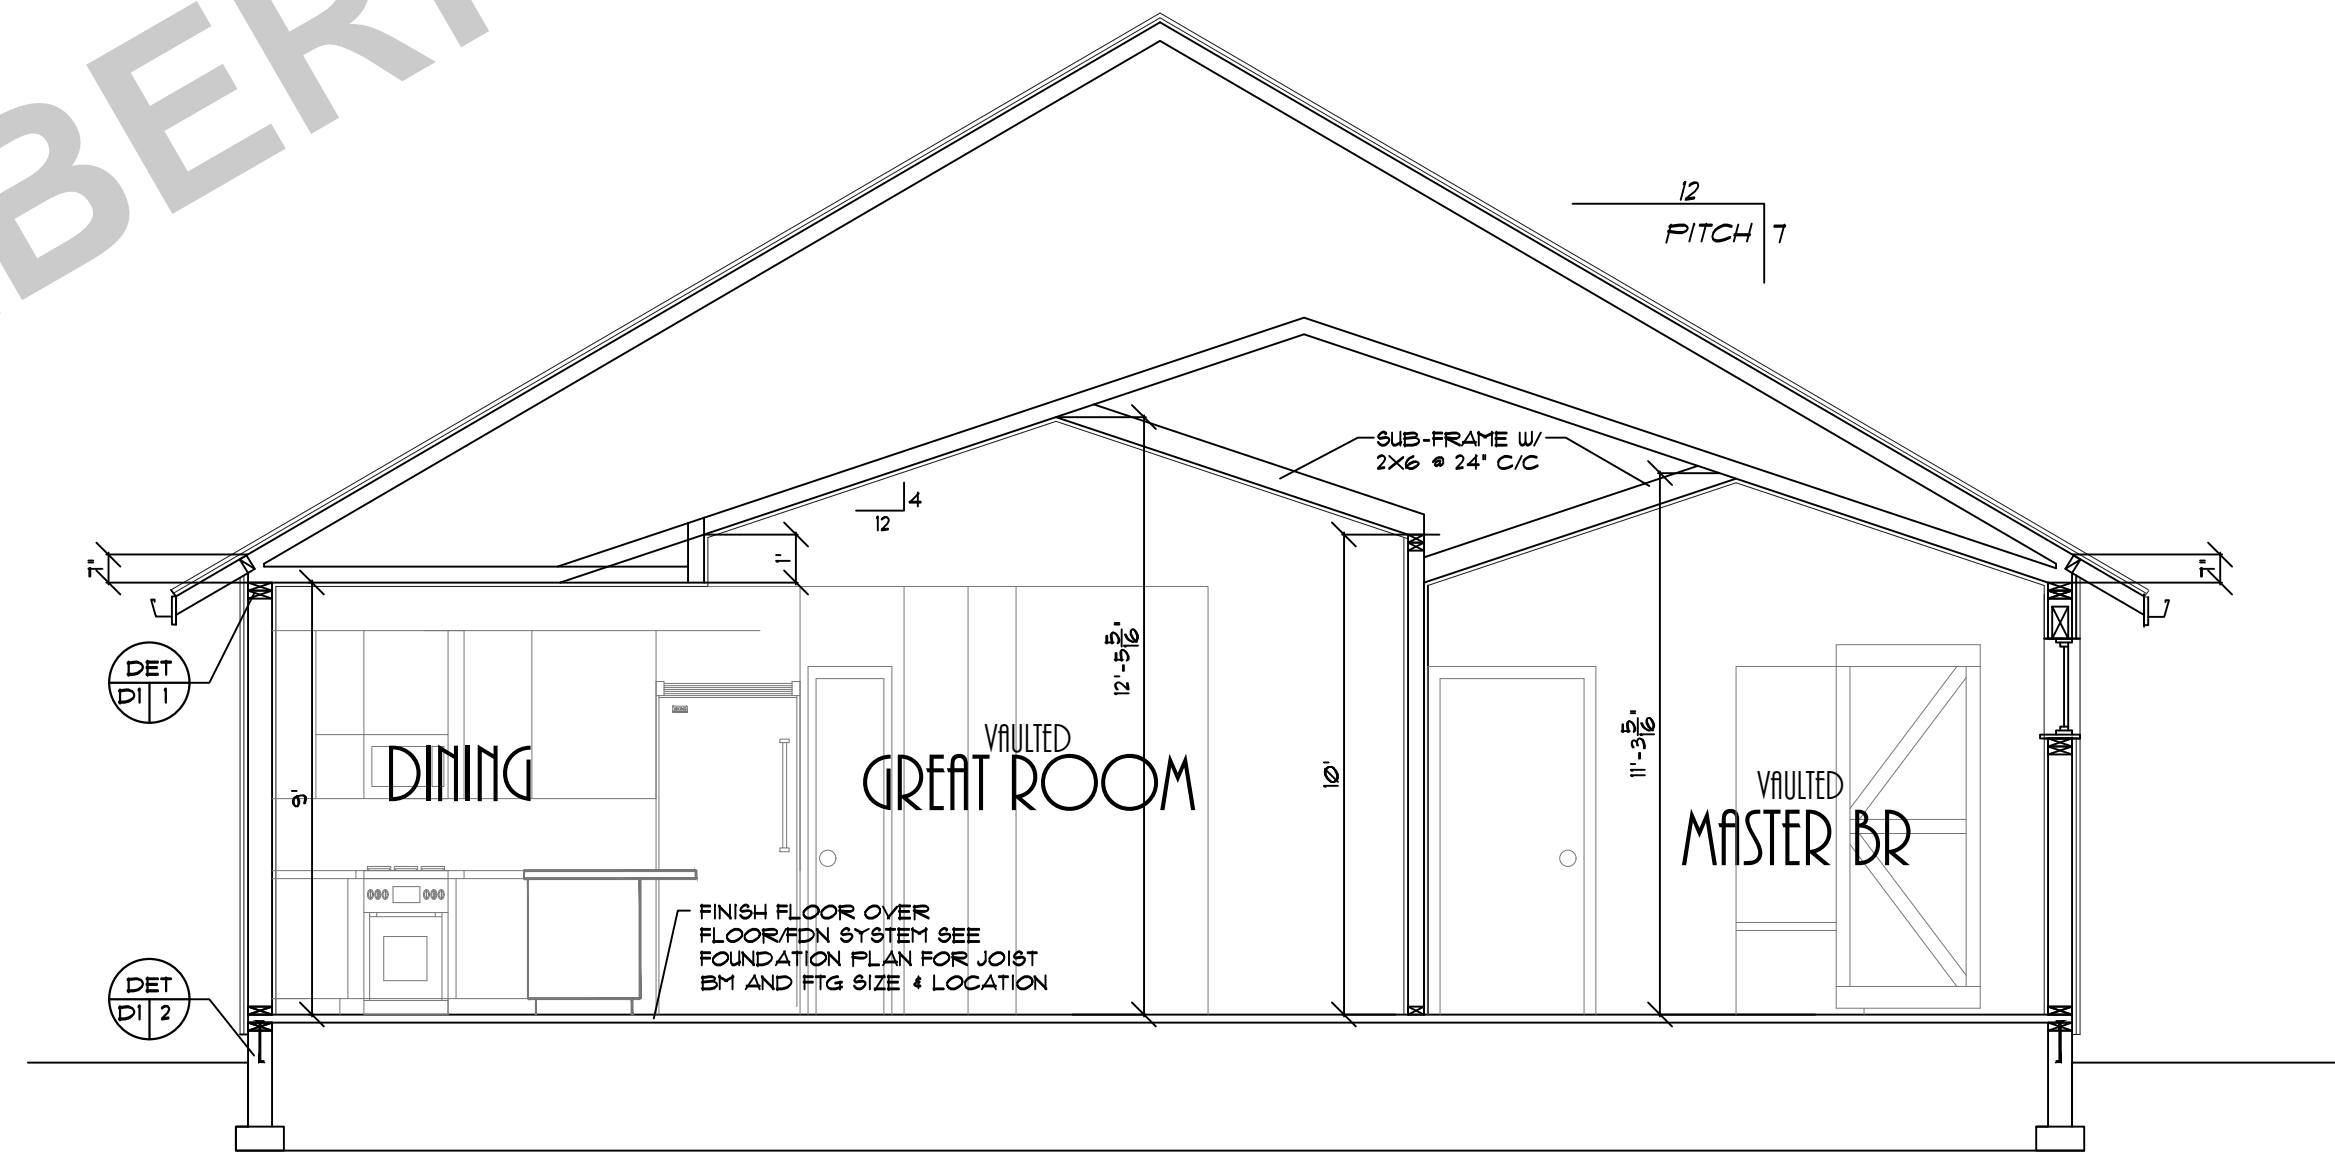 BER
12
PITCH 7
SUB-FRAME W/
2X6 @ 24" C/C
4
12
1'
7"
7"
DET
D1 1
12'-5 5/16"
9'
10'
11'-3 5/16"
DINING
VAULTED
GREAT ROOM
VAULTED
MASTER BR
FINISH FLOOR OVER
FLOOR/FDN SYSTEM SEE
FOUNDATION PLAN FOR JOIST
BM AND FTG SIZE & LOCATION
DET
D1 2